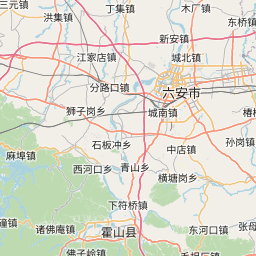 三元镇
丁集镇
木厂镇
洪集镇
东桥镇
新安镇
江家店镇
城北镇
分路口镇
六安市
狮子岗乡
城南镇
石板冲乡
孙岗镇
中店镇
麻埠镇
西河口乡
青山乡
横塘岗乡
下符桥镇
诸佛庵镇
霍山县
东河口镇
佛子岭镇